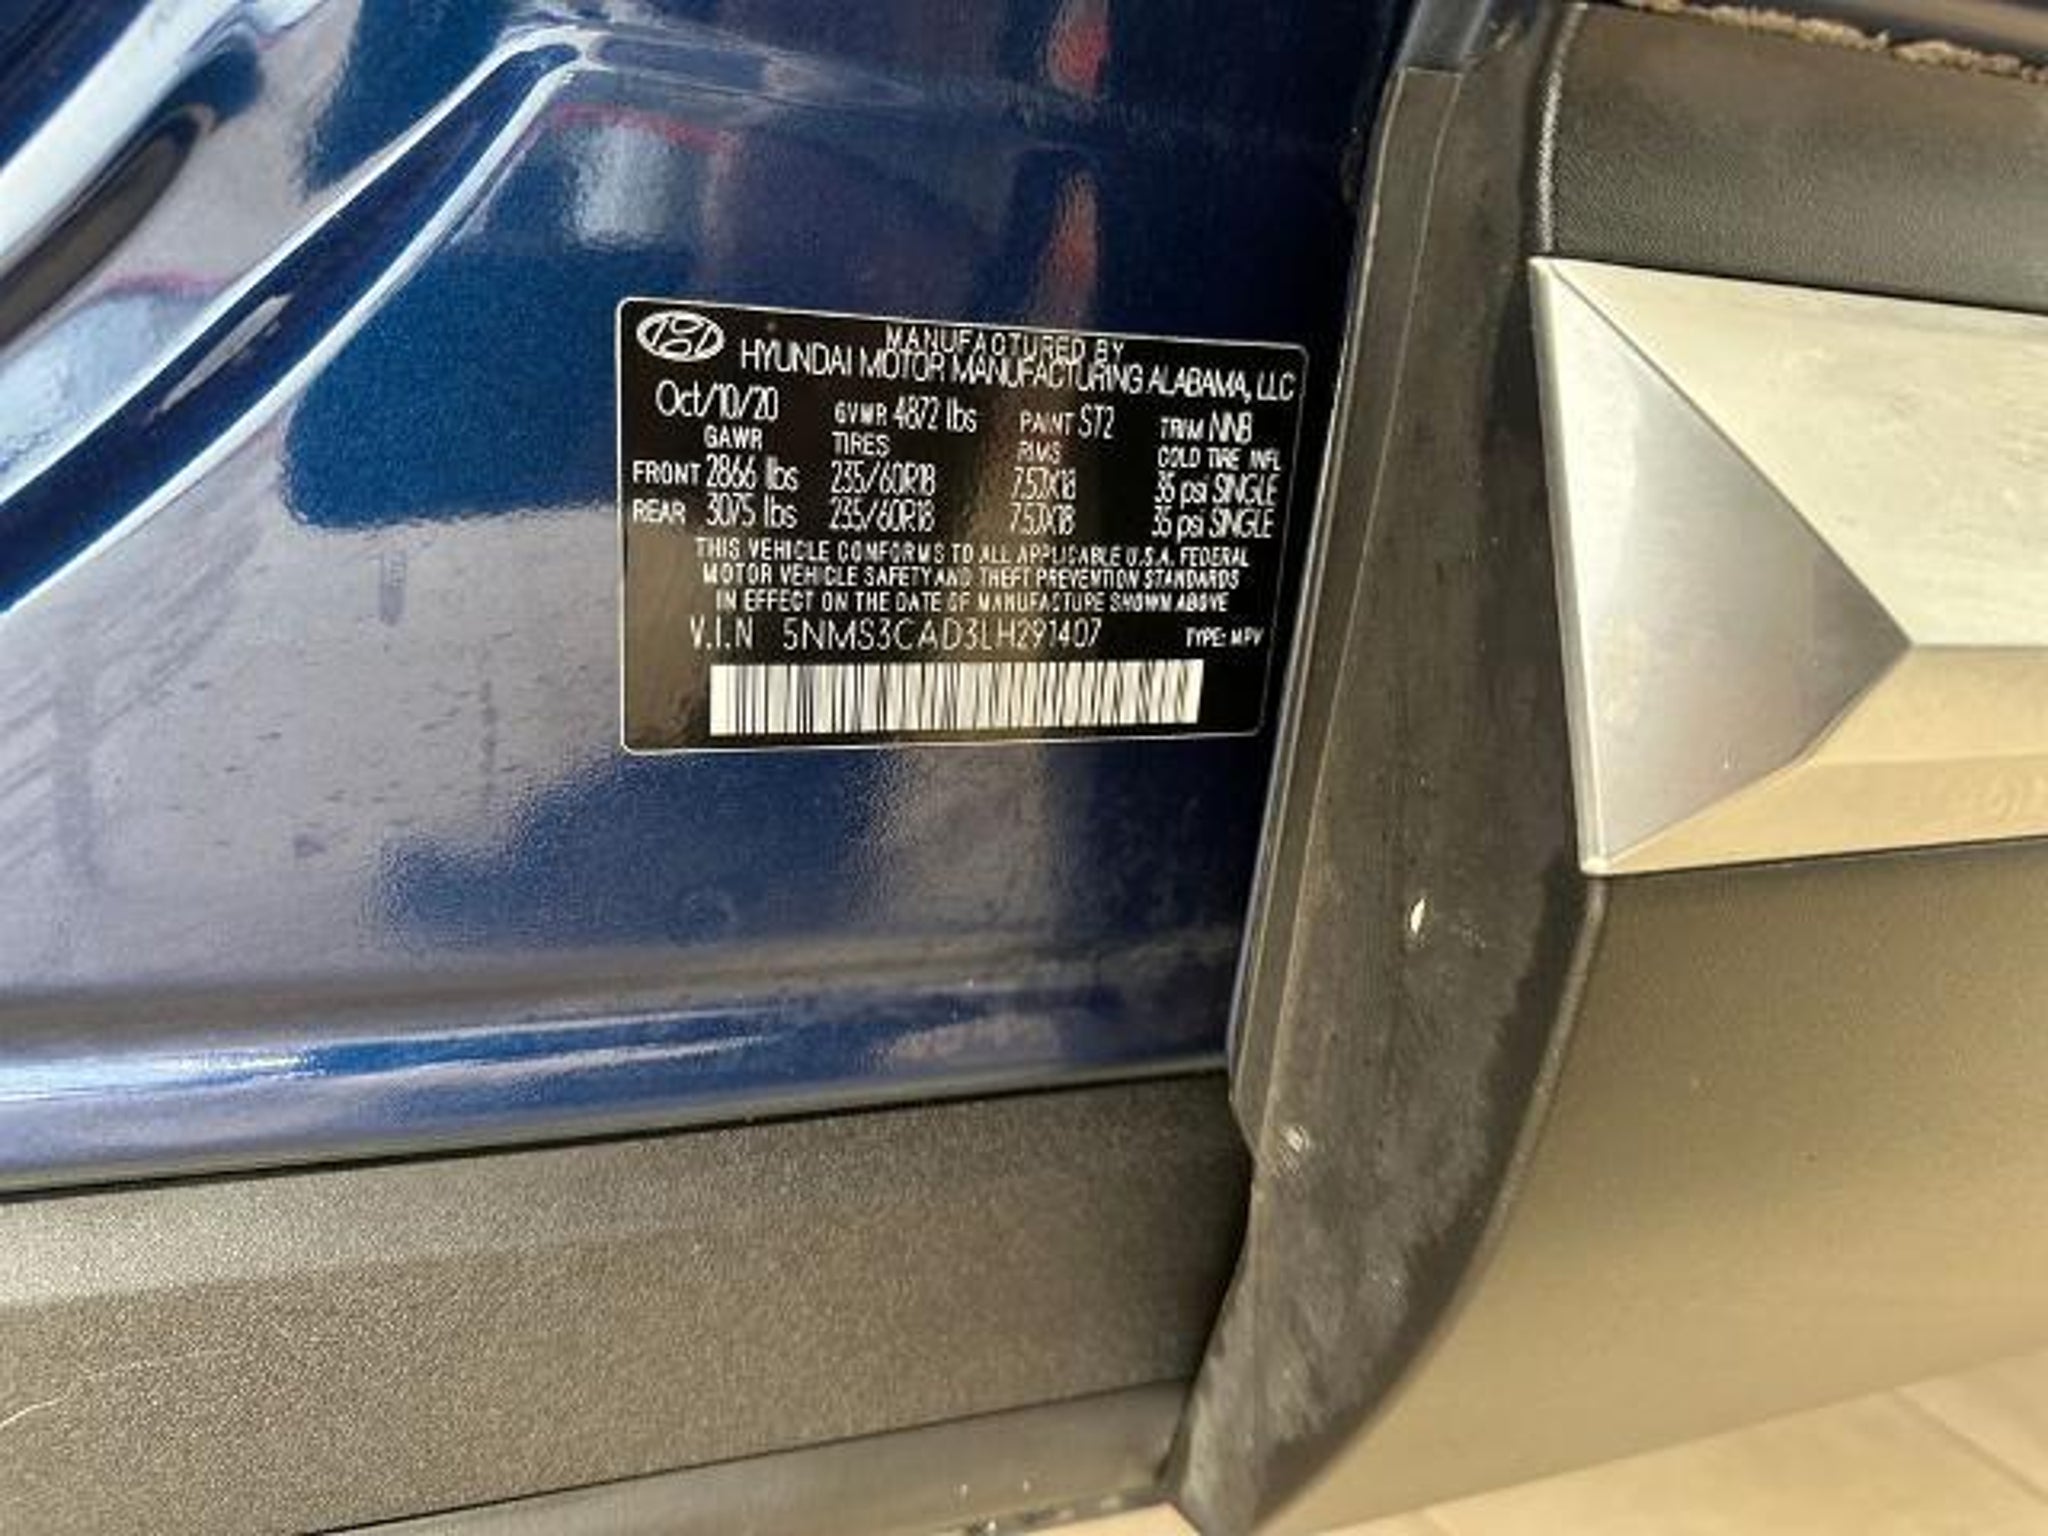 MANUFACTURED BY
HYUNDAI MOTOR MANUFACTURING ALABAMA, LLC
Oct/10/20 GVWR 4872 lbs PAINT ST2 TRIM NNB
GAWR TIRES RIMS COLD TIRE INFL
FRONT 2866 lbs 235/60R18 7.5JX18 35 psi SINGLE
REAR 3075 lbs 235/60R18 7.5JX18 35 psi SINGLE
THIS VEHICLE CONFORMS TO ALL APPLICABLE U.S.A. FEDERAL
MOTOR VEHICLE SAFETY AND THEFT PREVENTION STANDARDS
IN EFFECT ON THE DATE OF MANUFACTURE SHOWN ABOVE
V.I.N 5NMS3CAD3LH291407 TYPE: MPV